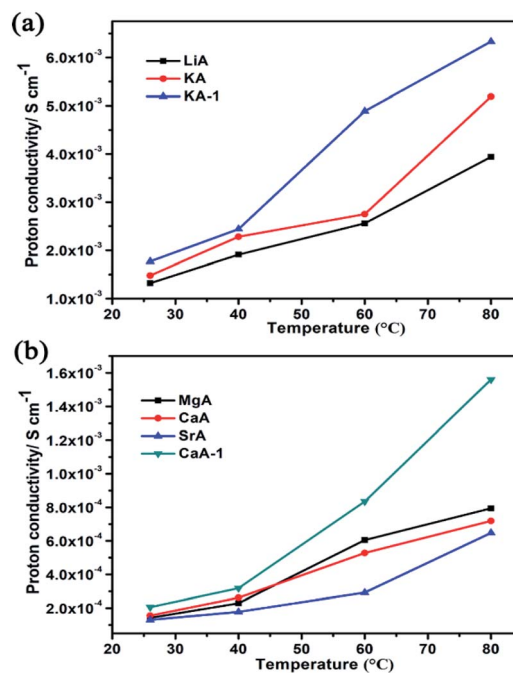 (a)
LiA
KA
KA-1
6.0x10⁻³
5.0x10⁻³
4.0x10⁻³
3.0x10⁻³
2.0x10⁻³
1.0x10⁻³
Proton conductivity/ S cm⁻¹
20 30 40 50 60 70 80
Temperature (°C)
(b)
MgA
CaA
SrA
CaA-1
1.6x10⁻³
1.4x10⁻³
1.2x10⁻³
1.0x10⁻³
8.0x10⁻⁴
6.0x10⁻⁴
4.0x10⁻⁴
2.0x10⁻⁴
Proton conductivity/ S cm⁻¹
20 30 40 50 60 70 80
Temperature (°C)